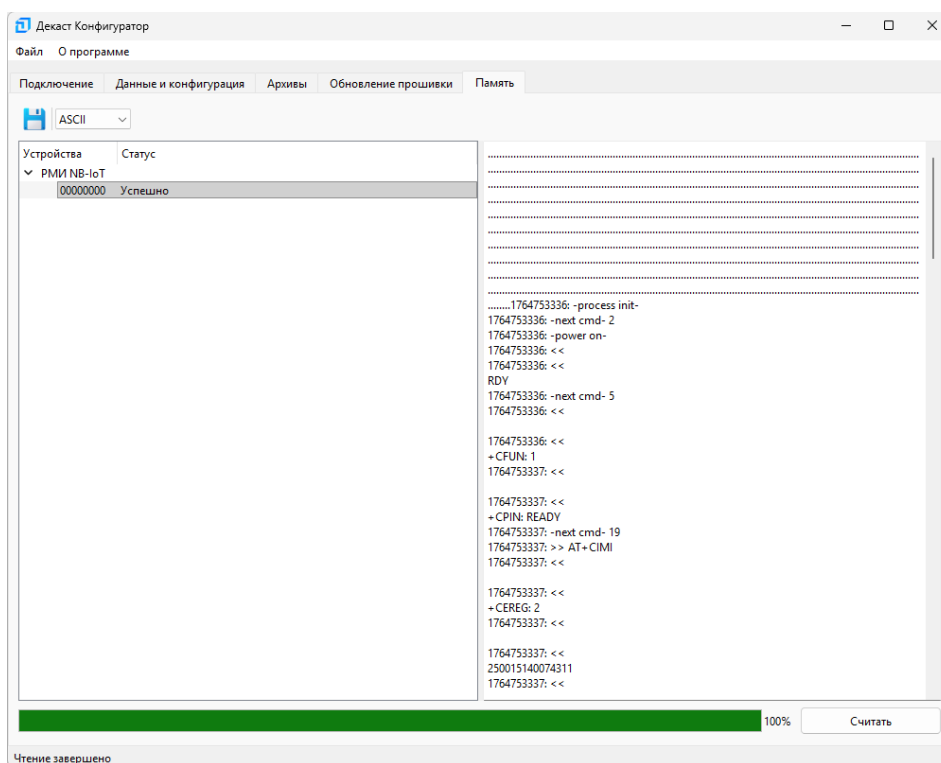 Декаст Конфигуратор
Файл О программе
Подключение Данные и конфигурация Архивы Обновление прошивки Память
ASCII
Устройства Статус
РМИ NB-IoT
00000000 Успешно
........1764753336: -process init-
1764753336: -next cmd- 2
1764753336: -power on-
1764753336: <<
1764753336: <<
RDY
1764753336: -next cmd- 5
1764753336: <<
1764753336: <<
+CFUN: 1
1764753337: <<
1764753337: <<
+CPIN: READY
1764753337: -next cmd- 19
1764753337: >> AT+CIMI
1764753337: <<
1764753337: <<
+CEREG: 2
1764753337: <<
1764753337: <<
250015140074311
1764753337: <<
100% Считать
Чтение завершено